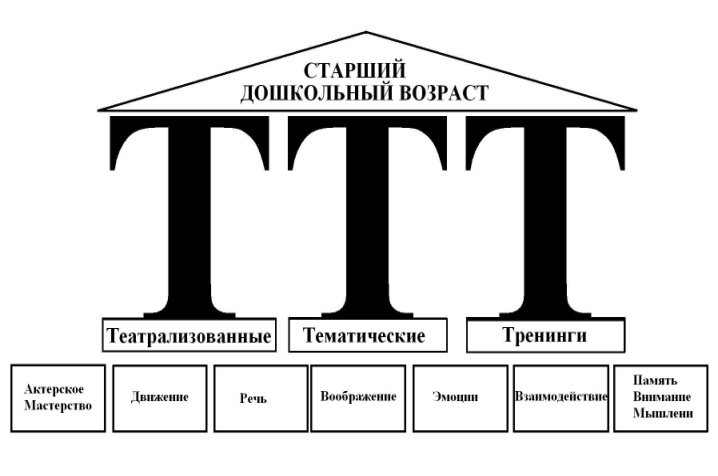 СТАРШИЙ
ДОШКОЛЬНЫЙ ВОЗРАСТ
Т Т Т
Театрализованные
Тематические
Тренинги
Актерское
Мастерство
Движение
Речь
Воображение
Эмоции
Взаимодействие
Память
Внимание
Мышлени